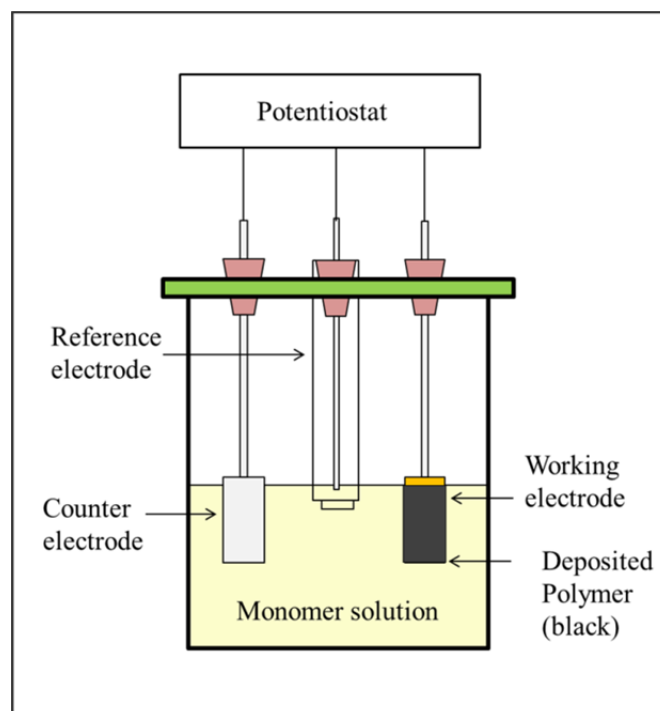 Potentiostat
Reference
electrode
Counter
electrode
Working
electrode
Deposited
Polymer
(black)
Monomer solution